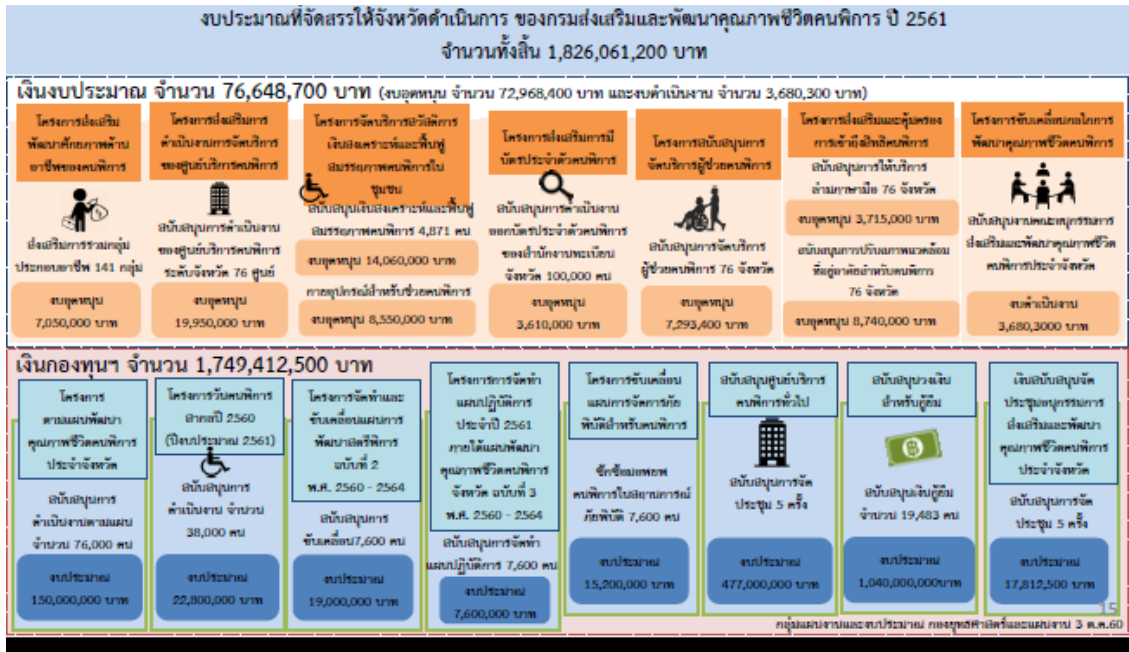 งบประมาณที่จัดสรรให้จังหวัดดำเนินการ ของกรมส่งเสริมและพัฒนาคุณภาพชีวิตคนพิการ ปี 2561
จำนวนทั้งสิ้น 1,826,061,200 บาท
เงินงบประมาณ จำนวน 76,648,700 บาท (งบอุดหนุน จำนวน 72,968,400 บาท และงบดำเนินงาน จำนวน 3,680,300 บาท)
โครงการส่งเสริม
พัฒนาศักยภาพด้าน
อาชีพของคนพิการ
ส่งเสริมการรวมกลุ่ม
ประกอบอาชีพ 141 กลุ่ม
งบอุดหนุน
7,050,000 บาท
โครงการส่งเสริมการ
ดำเนินงานการจัดบริการ
ของศูนย์บริการคนพิการ
สนับสนุนการดำเนินงาน
ของศูนย์บริการคนพิการ
ระดับจังหวัด 76 ศูนย์
งบอุดหนุน
19,950,000 บาท
โครงการจัดบริการสวัสดิการ
เงินสงเคราะห์และฟื้นฟู
สมรรถภาพคนพิการใน
ชุมชน
สนับสนุนเงินสงเคราะห์และฟื้นฟู
สมรรถภาพคนพิการ 4,871 คน
งบอุดหนุน 14,060,000 บาท
กายอุปกรณ์สำหรับช่วยคนพิการ
งบอุดหนุน 8,550,000 บาท
โครงการส่งเสริมการมี
บัตรประจำตัวคนพิการ
สนับสนุนการดำเนินงาน
ออกบัตรประจำตัวคนพิการ
ของสำนักงานทะเบียน
จังหวัด 100,000 คน
งบอุดหนุน
3,610,000 บาท
โครงการสนับสนุนการ
จัดบริการผู้ช่วยคนพิการ
สนับสนุนการจัดบริการ
ผู้ช่วยคนพิการ 76 จังหวัด
งบอุดหนุน
7,293,400 บาท
โครงการส่งเสริมและคุ้มครอง
การเข้าถึงสิทธิคนพิการ
สนับสนุนการให้บริการ
ล่ามภาษามือ 76 จังหวัด
งบอุดหนุน 3,715,000 บาท
สนับสนุนการปรับสภาพแวดล้อม
ที่อยู่อาศัยสำหรับคนพิการ
76 จังหวัด
งบอุดหนุน 8,740,000 บาท
โครงการขับเคลื่อนกลไกการ
พัฒนาคุณภาพชีวิตคนพิการ
สนับสนุนงานคณะอนุกรรมการ
ส่งเสริมและพัฒนาคุณภาพชีวิต
คนพิการประจำจังหวัด
งบดำเนินงาน
3,680,3000 บาท
เงินกองทุนฯ จำนวน 1,749,412,500 บาท
โครงการ
ตามแผนพัฒนา
คุณภาพชีวิตคนพิการ
ประจำจังหวัด
สนับสนุนการ
ดำเนินงานตามแผน
จำนวน 76,000 คน
งบประมาณ
150,000,000 บาท
โครงการวันคนพิการ
สากลปี 2560
(ปีงบประมาณ 2561)
สนับสนุนการ
ดำเนินงาน จำนวน
38,000 คน
งบประมาณ
22,800,000 บาท
โครงการจัดทำและ
ขับเคลื่อนแผนการ
พัฒนาสตรีพิการ
ฉบับที่ 2
พ.ศ. 2560 - 2564
สนับสนุนการ
ขับเคลื่อน7,600 คน
งบประมาณ
19,000,000 บาท
โครงการการจัดทำ
แผนปฏิบัติการ
ประจำปี 2561
ภายใต้แผนพัฒนา
คุณภาพชีวิตคนพิการ
จังหวัด ฉบับที่ 3
พ.ศ. 2560 - 2564
สนับสนุนการจัดทำ
แผนปฏิบัติการ 7,600 คน
งบประมาณ
7,600,000 บาท
โครงการขับเคลื่อน
แผนการจัดการภัย
พิบัติสำหรับคนพิการ
ซักซ้อมอพยพ
คนพิการในสถานการณ์
ภัยพิบัติ 7,600 คน
งบประมาณ
15,200,000 บาท
สนับสนุนศูนย์บริการ
คนพิการทั่วไป
สนับสนุนการจัด
ประชุม 5 ครั้ง
งบประมาณ
477,000,000 บาท
สนับสนุนวงเงิน
สำหรับกู้ยืม
สนับสนุนเงินกู้ยืม
จำนวน 19,483 คน
งบประมาณ
1,040,000,000บาท
เงินสนับสนุนจัด
ประชุมอนุกรรมการ
ส่งเสริมและพัฒนา
คุณภาพชีวิตคนพิการ
ประจำจังหวัด
สนับสนุนการจัด
ประชุม 5 ครั้ง
งบประมาณ
17,812,500 บาท
15
กลุ่มแผนงานและงบประมาณ กองยุทธศาสตร์และแผนงาน 3 ต.ค.60